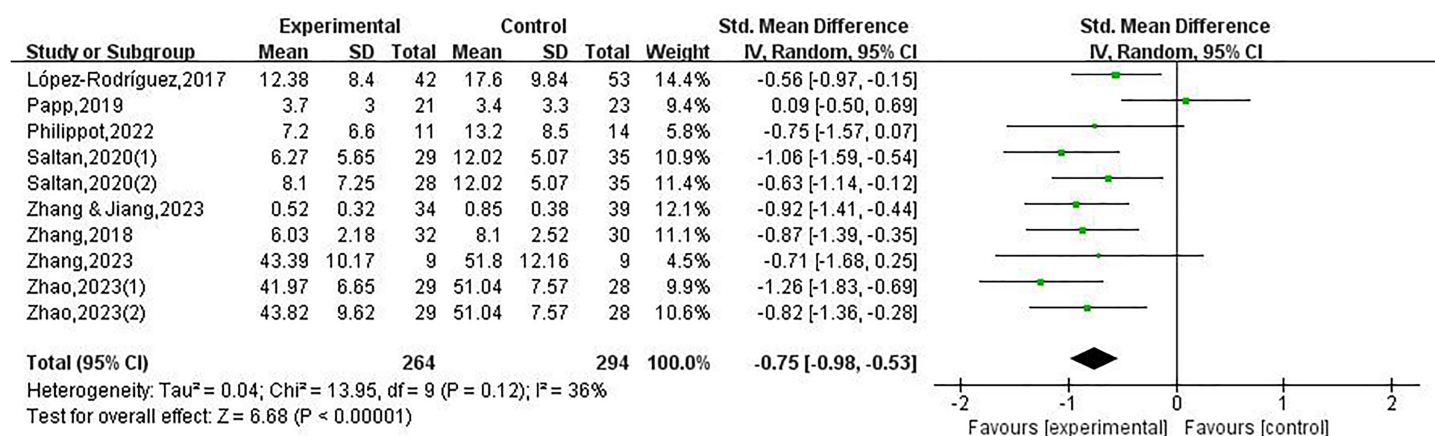 Experimental Control Std. Mean Difference Std. Mean Difference
Study or Subgroup Mean SD Total Mean SD Total Weight IV, Random, 95% CI IV, Random, 95% CI
López-Rodríguez,2017 12.38 8.4 42 17.6 9.84 53 14.4% -0.56 [-0.97, -0.15]
Papp,2019 3.7 3 21 3.4 3.3 23 9.4% 0.09 [-0.50, 0.69]
Philippot,2022 7.2 6.6 11 13.2 8.5 14 5.8% -0.75 [-1.57, 0.07]
Saltan,2020(1) 6.27 5.65 29 12.02 5.07 35 10.9% -1.06 [-1.59, -0.54]
Saltan,2020(2) 8.1 7.25 28 12.02 5.07 35 11.4% -0.63 [-1.14, -0.12]
Zhang & Jiang,2023 0.52 0.32 34 0.85 0.38 39 12.1% -0.92 [-1.41, -0.44]
Zhang,2018 6.03 2.18 32 8.1 2.52 30 11.1% -0.87 [-1.39, -0.35]
Zhang,2023 43.39 10.17 9 51.8 12.16 9 4.5% -0.71 [-1.68, 0.25]
Zhao,2023(1) 41.97 6.65 29 51.04 7.57 28 9.9% -1.26 [-1.83, -0.69]
Zhao,2023(2) 43.82 9.62 29 51.04 7.57 28 10.6% -0.82 [-1.36, -0.28]
Total (95% CI) 264 294 100.0% -0.75 [-0.98, -0.53]
Heterogeneity: Tau² = 0.04; Chi² = 13.95, df = 9 (P = 0.12); I² = 36%
Test for overall effect: Z = 6.68 (P < 0.00001)
-2 -1 0 1 2
Favours [experimental] Favours [control]